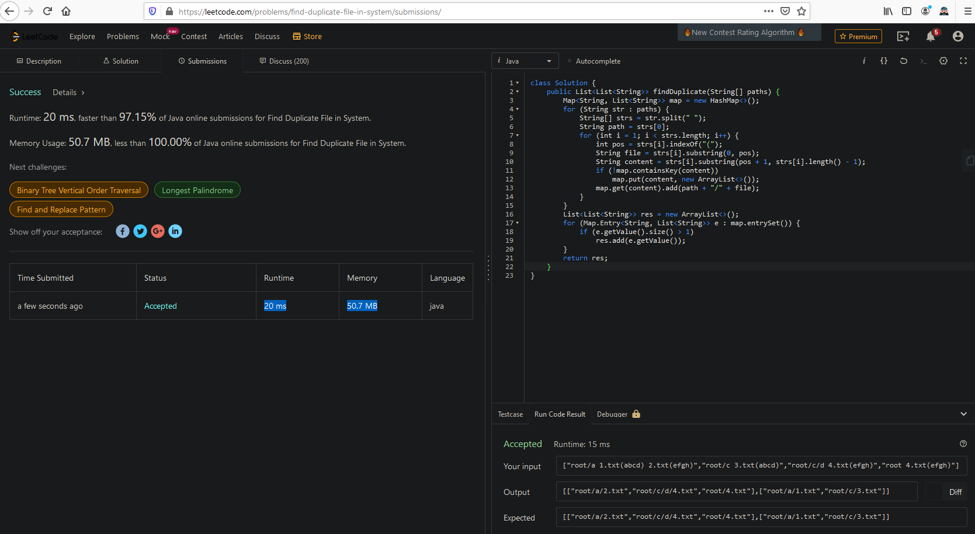 https://leetcode.com/problems/find-duplicate-file-in-system/submissions/
LeetCode Explore Problems Mock New Contest Articles Discuss Store
🔥New Contest Rating Algorithm 🔥
Premium
5
Description Solution Submissions Discuss (200)
i Java Autocomplete
Success Details >
Runtime: 20 ms, faster than 97.15% of Java online submissions for Find Duplicate File in System.
Memory Usage: 50.7 MB, less than 100.00% of Java online submissions for Find Duplicate File in System.
Next challenges:
Binary Tree Vertical Order Traversal Longest Palindrome
Find and Replace Pattern
Show off your acceptance:
Time Submitted Status Runtime Memory Language
a few seconds ago Accepted 20 ms 50.7 MB java
1 class Solution {
2 public List<List<String>> findDuplicate(String[] paths) {
3 Map<String, List<String>> map = new HashMap<>();
4 for (String str : paths) {
5 String[] strs = str.split(" ");
6 String path = strs[0];
7 for (int i = 1; i < strs.length; i++) {
8 int pos = strs[i].indexOf("(");
9 String file = strs[i].substring(0, pos);
10 String content = strs[i].substring(pos + 1, strs[i].length() - 1);
11 if (!map.containsKey(content))
12 map.put(content, new ArrayList<>());
13 map.get(content).add(path + "/" + file);
14 }
15 }
16 List<List<String>> res = new ArrayList<>();
17 for (Map.Entry<String, List<String>> e : map.entrySet()) {
18 if (e.getValue().size() > 1)
19 res.add(e.getValue());
20 }
21 return res;
22 }
23 }
Testcase Run Code Result Debugger
Accepted Runtime: 15 ms
Your input ["root/a 1.txt(abcd) 2.txt(efgh)","root/c 3.txt(abcd)","root/c/d 4.txt(efgh)","root 4.txt(efgh)"]
Output [["root/a/2.txt","root/c/d/4.txt","root/4.txt"],["root/a/1.txt","root/c/3.txt"]]
Diff
Expected [["root/a/2.txt","root/c/d/4.txt","root/4.txt"],["root/a/1.txt","root/c/3.txt"]]